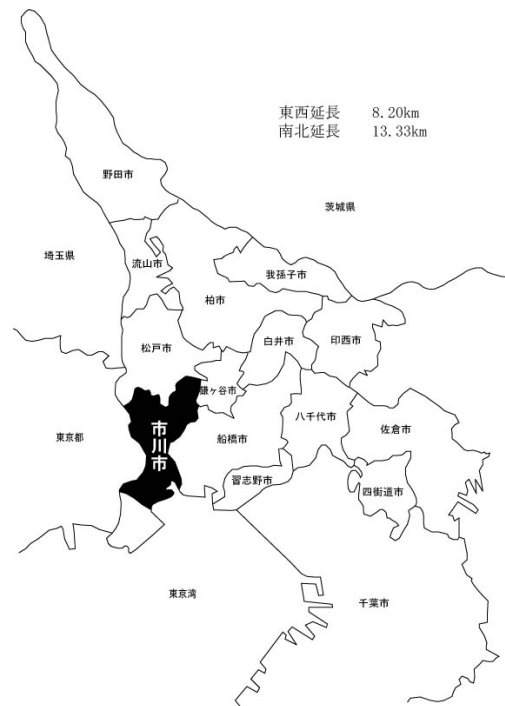 東西延長 8.20km
南北延長 13.33km
野田市
茨城県
埼玉県
流山市
我孫子市
柏市
松戸市
白井市
印西市
鎌ヶ谷市
市川市
東京都
船橋市
八千代市
佐倉市
習志野市
四街道市
東京湾
千葉市